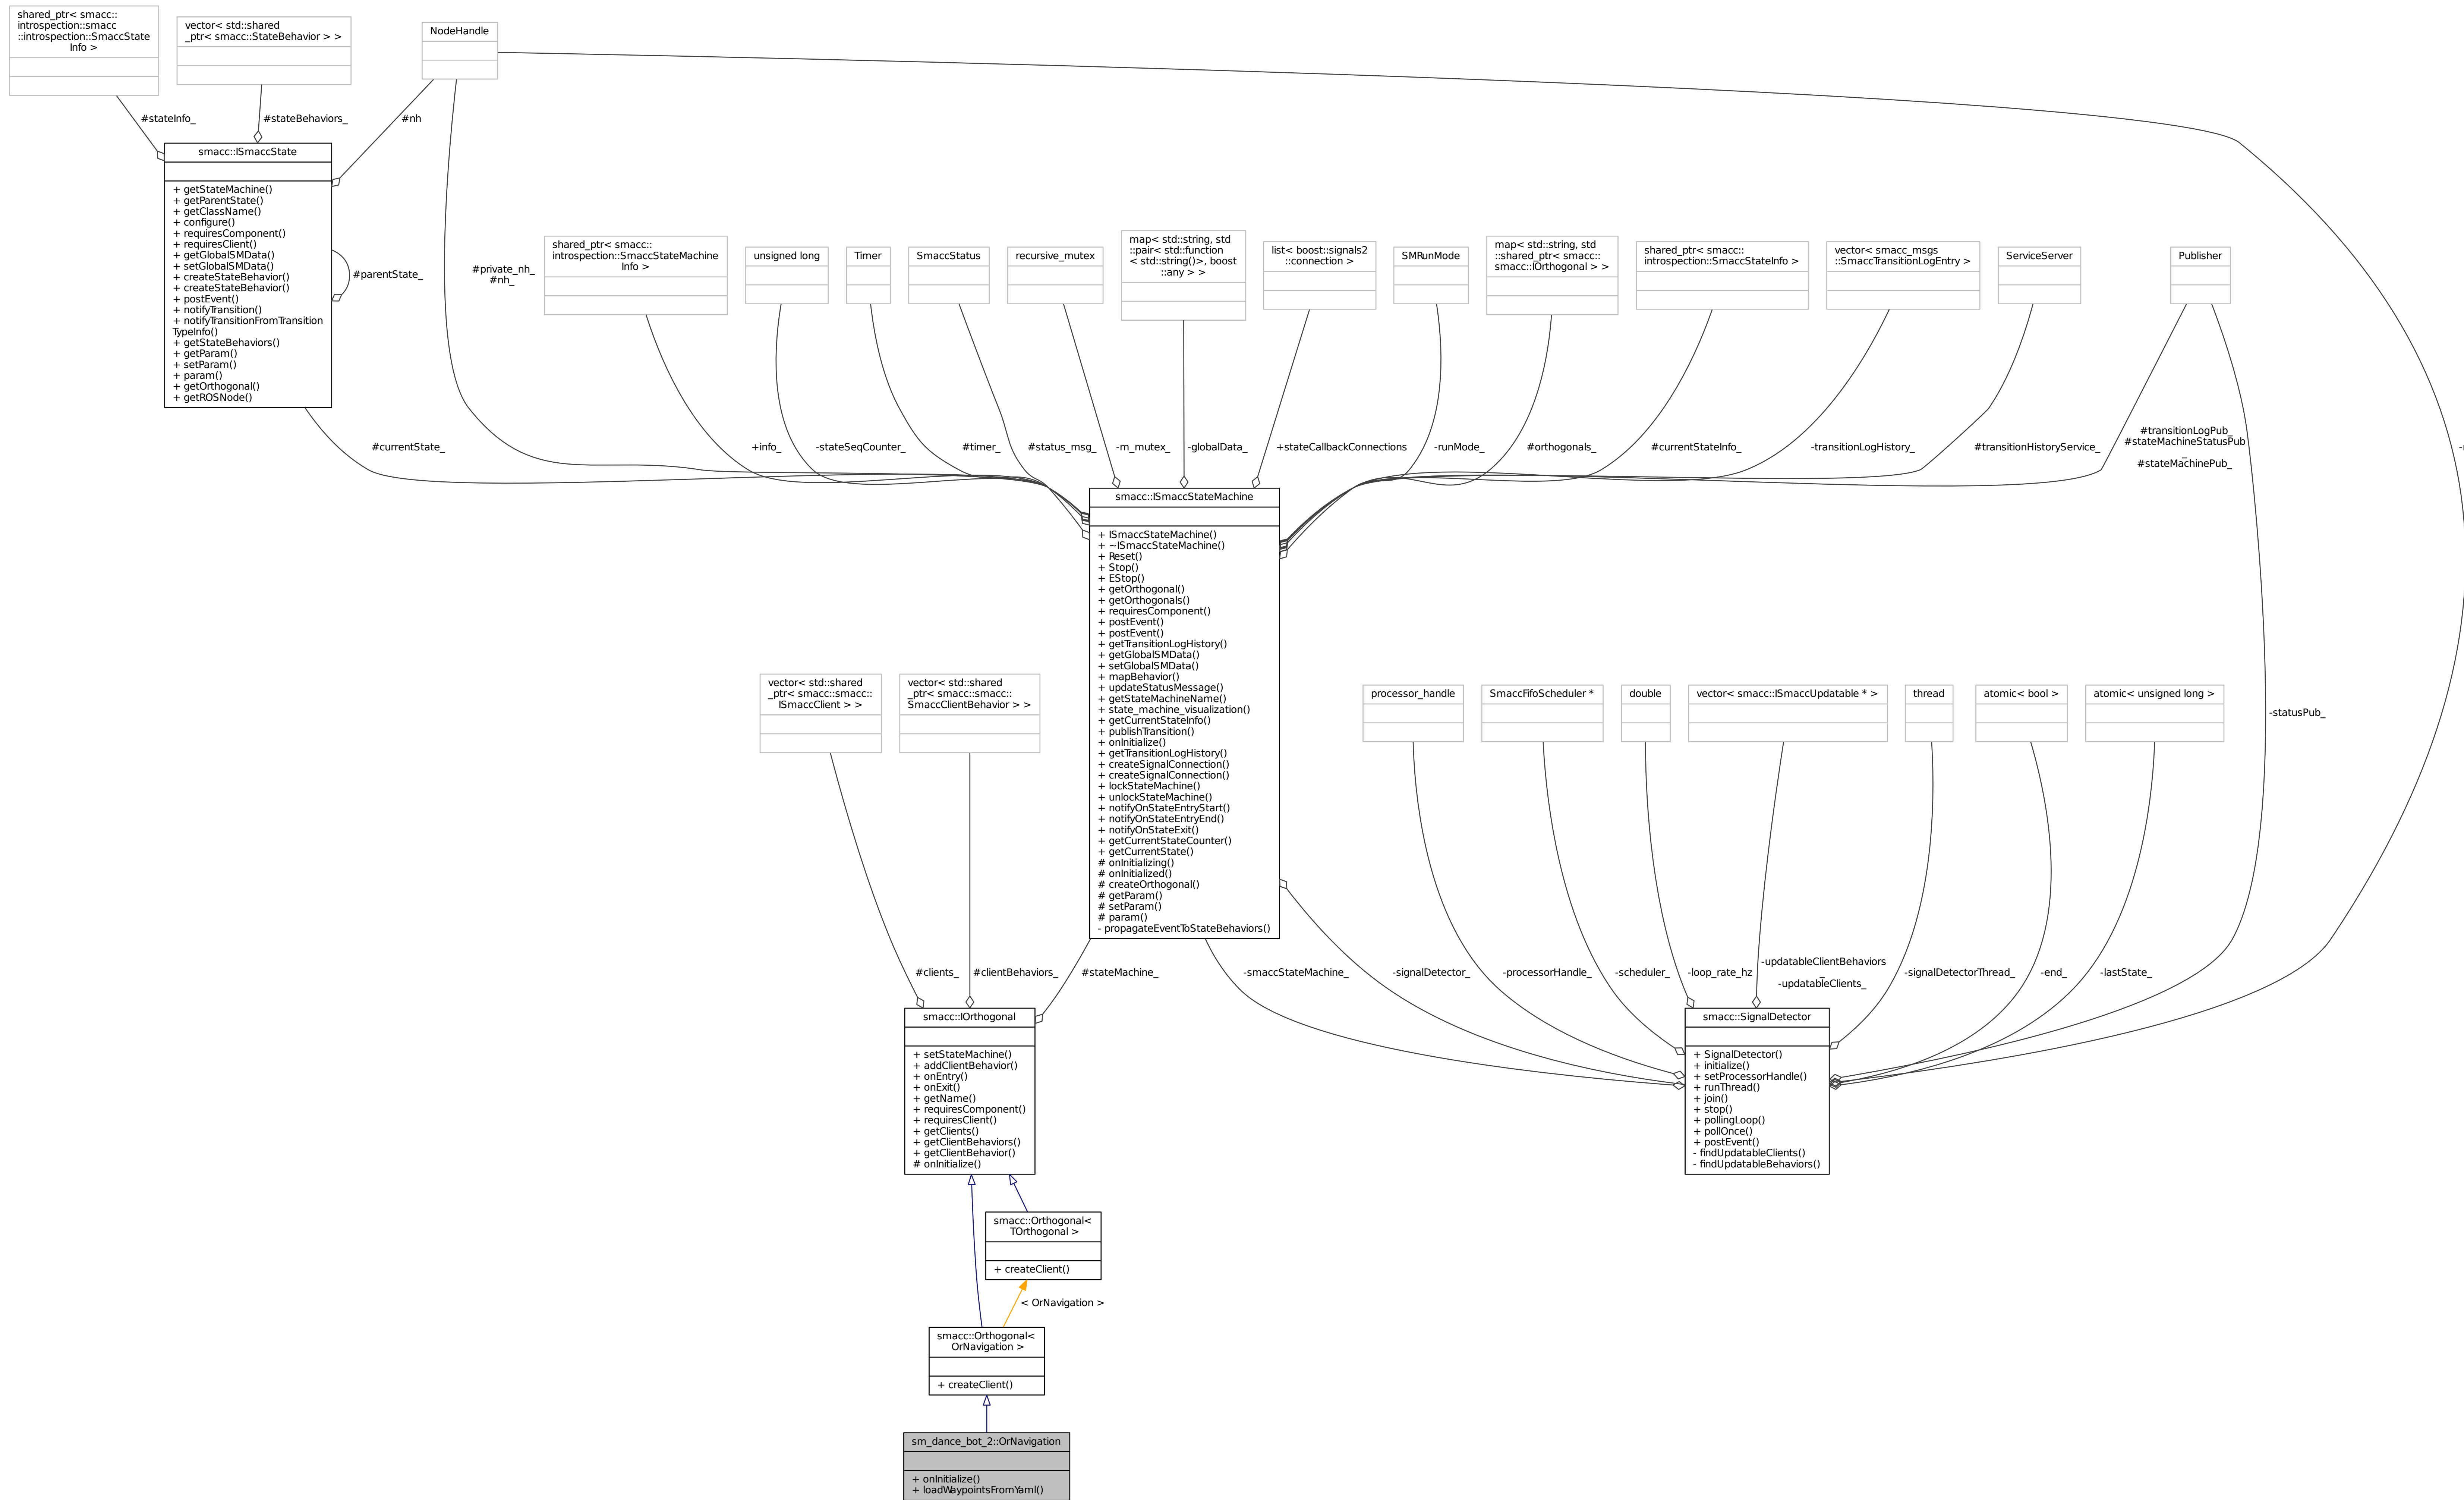 shared_ptr< smacc::
introspection::smacc
::introspection::SmaccState
Info >
vector< std::shared
_ptr< smacc::StateBehavior > >
NodeHandle
#stateInfo_
#stateBehaviors_
#nh
smacc::ISmaccState
+ getStateMachine()
+ getParentState()
+ getClassName()
+ configure()
+ requiresComponent()
+ requiresClient()
+ getGlobalSMData()
+ setGlobalSMData()
+ createStateBehavior()
+ createStateBehavior()
+ postEvent()
+ notifyTransition()
+ notifyTransitionFromTransition
TypeInfo()
+ getStateBehaviors()
+ getParam()
+ setParam()
+ param()
+ getOrthogonal()
+ getROSNode()
#parentState_
#private_nh_
#nh_
shared_ptr< smacc::
introspection::SmaccStateMachine
Info >
unsigned long
Timer
SmaccStatus
recursive_mutex
map< std::string, std
::pair< std::function
< std::string()>, boost
::any > >
list< boost::signals2
::connection >
SMRunMode
map< std::string, std
::shared_ptr< smacc::
smacc::IOrthogonal > >
shared_ptr< smacc::
introspection::SmaccStateInfo >
vector< smacc_msgs
::SmaccTransitionLogEntry >
ServiceServer
Publisher
#currentState_
+info_
-stateSeqCounter_
#timer_
#status_msg_
-m_mutex_
-globalData_
+stateCallbackConnections
-runMode_
#orthogonals_
#currentStateInfo_
-transitionLogHistory_
#transitionHistoryService_
#transitionLogPub_
#stateMachineStatusPub
_
#stateMachinePub_
smacc::ISmaccStateMachine
+ ISmaccStateMachine()
+ ~ISmaccStateMachine()
+ Reset()
+ Stop()
+ EStop()
+ getOrthogonal()
+ getOrthogonals()
+ requiresComponent()
+ postEvent()
+ postEvent()
+ getTransitionLogHistory()
+ getGlobalSMData()
+ setGlobalSMData()
+ mapBehavior()
+ updateStatusMessage()
+ getStateMachineName()
+ state_machine_visualization()
+ getCurrentStateInfo()
+ publishTransition()
+ onInitialize()
+ getTransitionLogHistory()
+ createSignalConnection()
+ createSignalConnection()
+ lockStateMachine()
+ unlockStateMachine()
+ notifyOnStateEntryStart()
+ notifyOnStateEntryEnd()
+ notifyOnStateExit()
+ getCurrentStateCounter()
+ getCurrentState()
# onInitializing()
# onInitialized()
# createOrthogonal()
# getParam()
# setParam()
# param()
- propagateEventToStateBehaviors()
vector< std::shared
_ptr< smacc::smacc::
ISmaccClient > >
vector< std::shared
_ptr< smacc::smacc::
SmaccClientBehavior > >
processor_handle
SmaccFifoScheduler *
double
vector< smacc::ISmaccUpdatable * >
thread
atomic< bool >
atomic< unsigned long >
-statusPub_
#clients_
#clientBehaviors_
#stateMachine_
-smaccStateMachine_
-signalDetector_
-processorHandle_
-scheduler_
-loop_rate_hz
-updatableClientBehaviors
_
-updatableClients_
-signalDetectorThread_
-end_
-lastState_
smacc::IOrthogonal
+ setStateMachine()
+ addClientBehavior()
+ onEntry()
+ onExit()
+ getName()
+ requiresComponent()
+ requiresClient()
+ getClients()
+ getClientBehaviors()
+ getClientBehavior()
# onInitialize()
smacc::SignalDetector
+ SignalDetector()
+ initialize()
+ setProcessorHandle()
+ runThread()
+ join()
+ stop()
+ pollingLoop()
+ pollOnce()
+ postEvent()
- findUpdatableClients()
- findUpdatableBehaviors()
smacc::Orthogonal<
TOrthogonal >
+ createClient()
< OrNavigation >
smacc::Orthogonal<
OrNavigation >
+ createClient()
sm_dance_bot_2::OrNavigation
+ onInitialize()
+ loadWaypointsFromYaml()